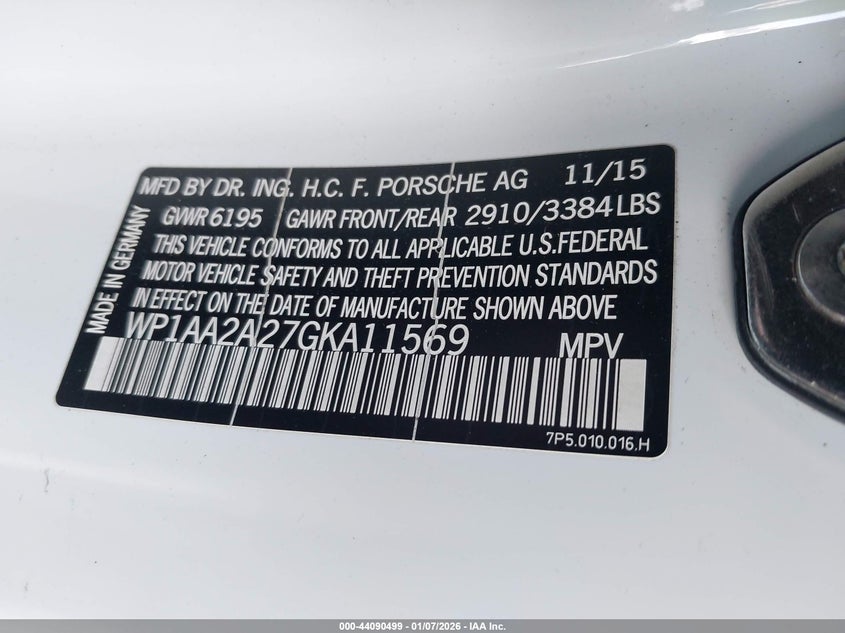 MFD BY DR. ING. H.C. F. PORSCHE AG 11/15
GVWR 6195 GAWR FRONT/REAR 2910/3384 LBS
THIS VEHICLE CONFORMS TO ALL APPLICABLE U.S.FEDERAL
MOTOR VEHICLE SAFETY AND THEFT PREVENTION STANDARDS
IN EFFECT ON THE DATE OF MANUFACTURE SHOWN ABOVE
WP1AA2A27GKA11569 MPV
7P5.010.016.H
MADE IN GERMANY
000-44090499 - 01/07/2026 - IAA Inc.